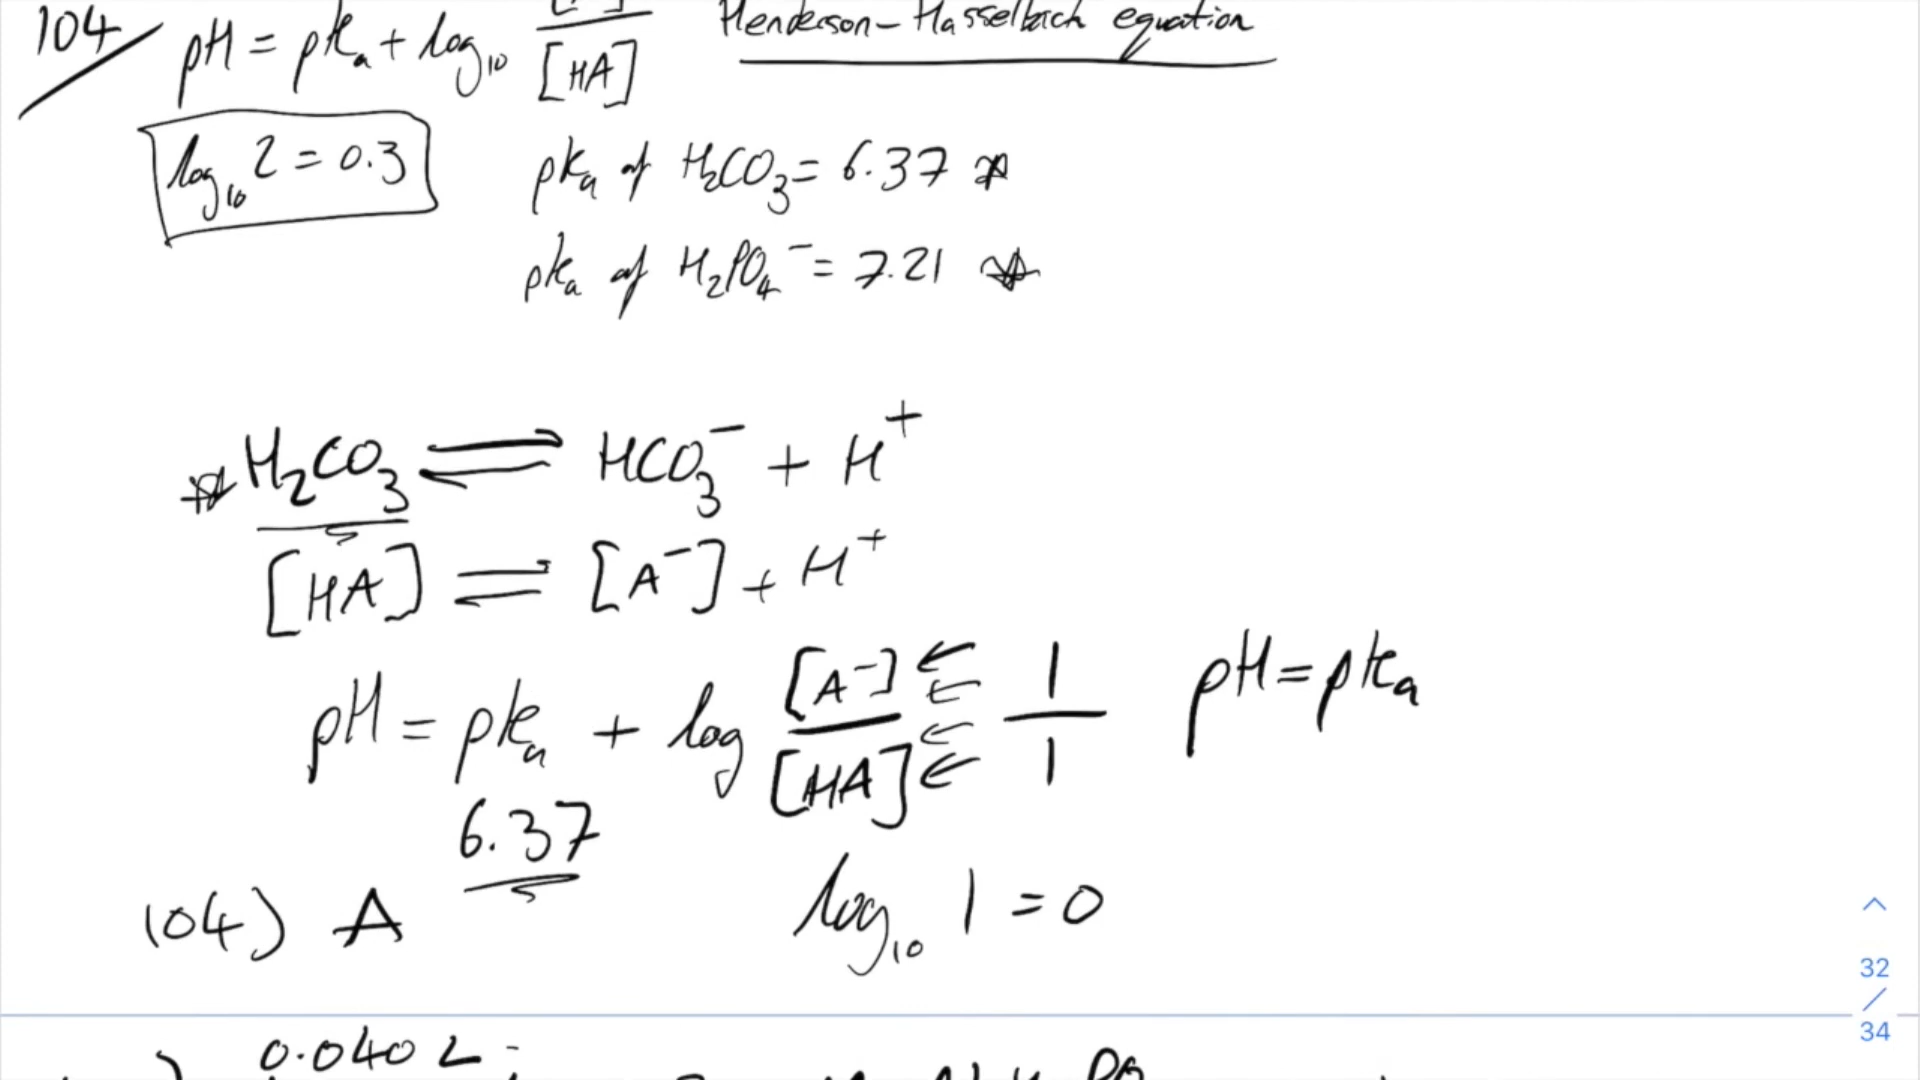 104 pH = pKa + log10 [A-]/[HA] Henderson-Hasselbach equation
log10 2 = 0.3
pKa of H2CO3 = 6.37 *
pKa of H2PO4- = 7.21 *
* H2CO3 ⇌ HCO3- + H+
[HA] ⇌ [A-] + H+
pH = pKa + log [A-]/[HA] ← ← ← ← 1/1 pH = pKa
6.37
104) A log10 1 = 0
32
/
34
0.040 L